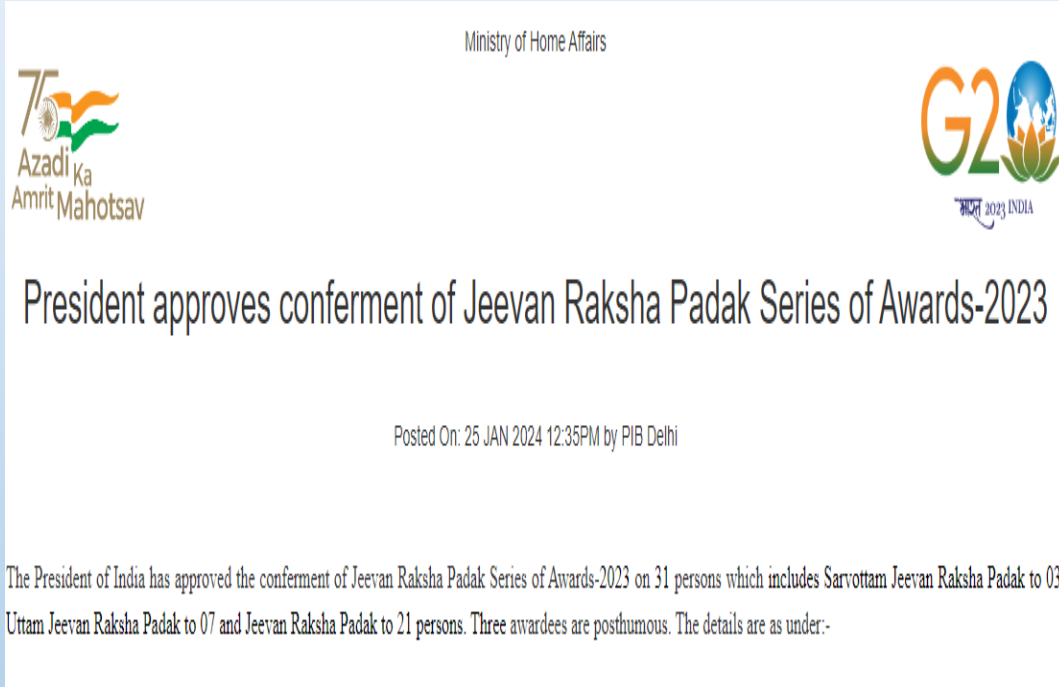 Ministry of Home Affairs
75
Azadi Ka
Amrit Mahotsav
G20
भारत 2023 INDIA
President approves conferment of Jeevan Raksha Padak Series of Awards-2023
Posted On: 25 JAN 2024 12:35PM by PIB Delhi
The President of India has approved the conferment of Jeevan Raksha Padak Series of Awards-2023 on 31 persons which includes Sarvottam Jeevan Raksha Padak to 03
Uttam Jeevan Raksha Padak to 07 and Jeevan Raksha Padak to 21 persons. Three awardees are posthumous. The details are as under:-